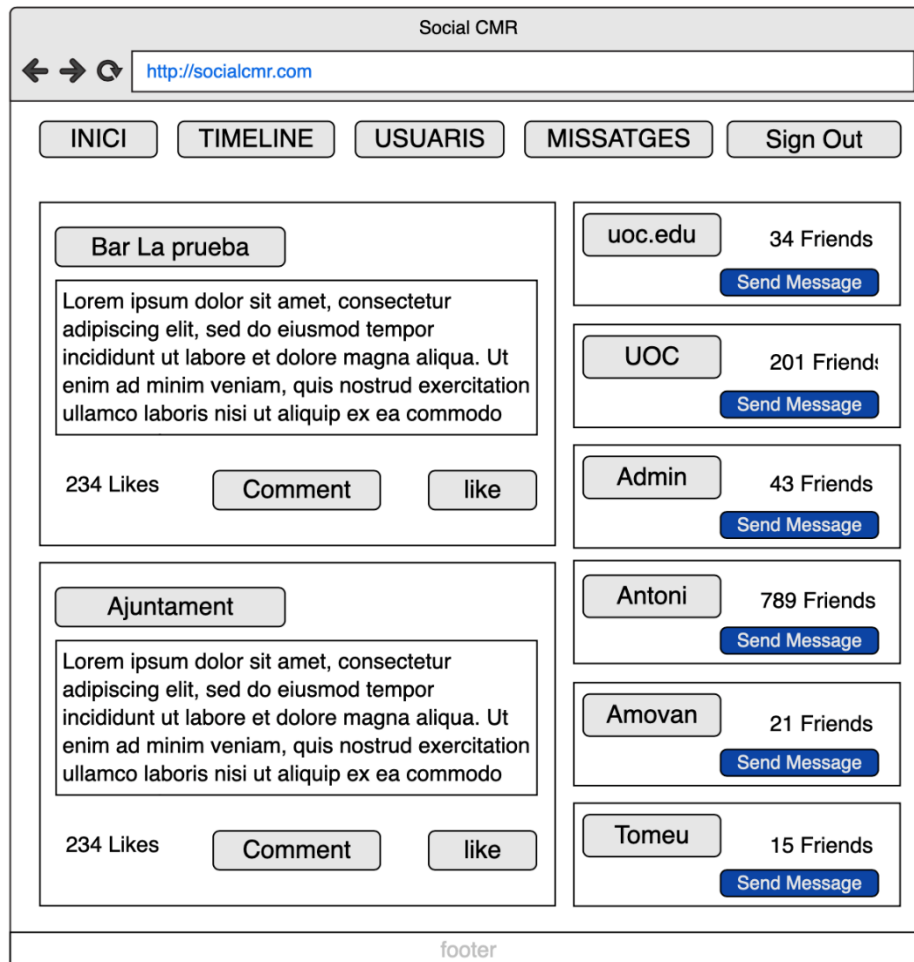 Social CMR
http://socialcmr.com
INICI
TIMELINE
USUARIS
MISSATGES
Sign Out
Bar La prueba
Lorem ipsum dolor sit amet, consectetur
adipiscing elit, sed do eiusmod tempor
incididunt ut labore et dolore magna aliqua. Ut
enim ad minim veniam, quis nostrud exercitation
ullamco laboris nisi ut aliquip ex ea commodo
234 Likes
Comment
like
Ajuntament
Lorem ipsum dolor sit amet, consectetur
adipiscing elit, sed do eiusmod tempor
incididunt ut labore et dolore magna aliqua. Ut
enim ad minim veniam, quis nostrud exercitation
ullamco laboris nisi ut aliquip ex ea commodo
234 Likes
Comment
like
uoc.edu
34 Friends
Send Message
UOC
201 Friends
Send Message
Admin
43 Friends
Send Message
Antoni
789 Friends
Send Message
Amovan
21 Friends
Send Message
Tomeu
15 Friends
Send Message
footer